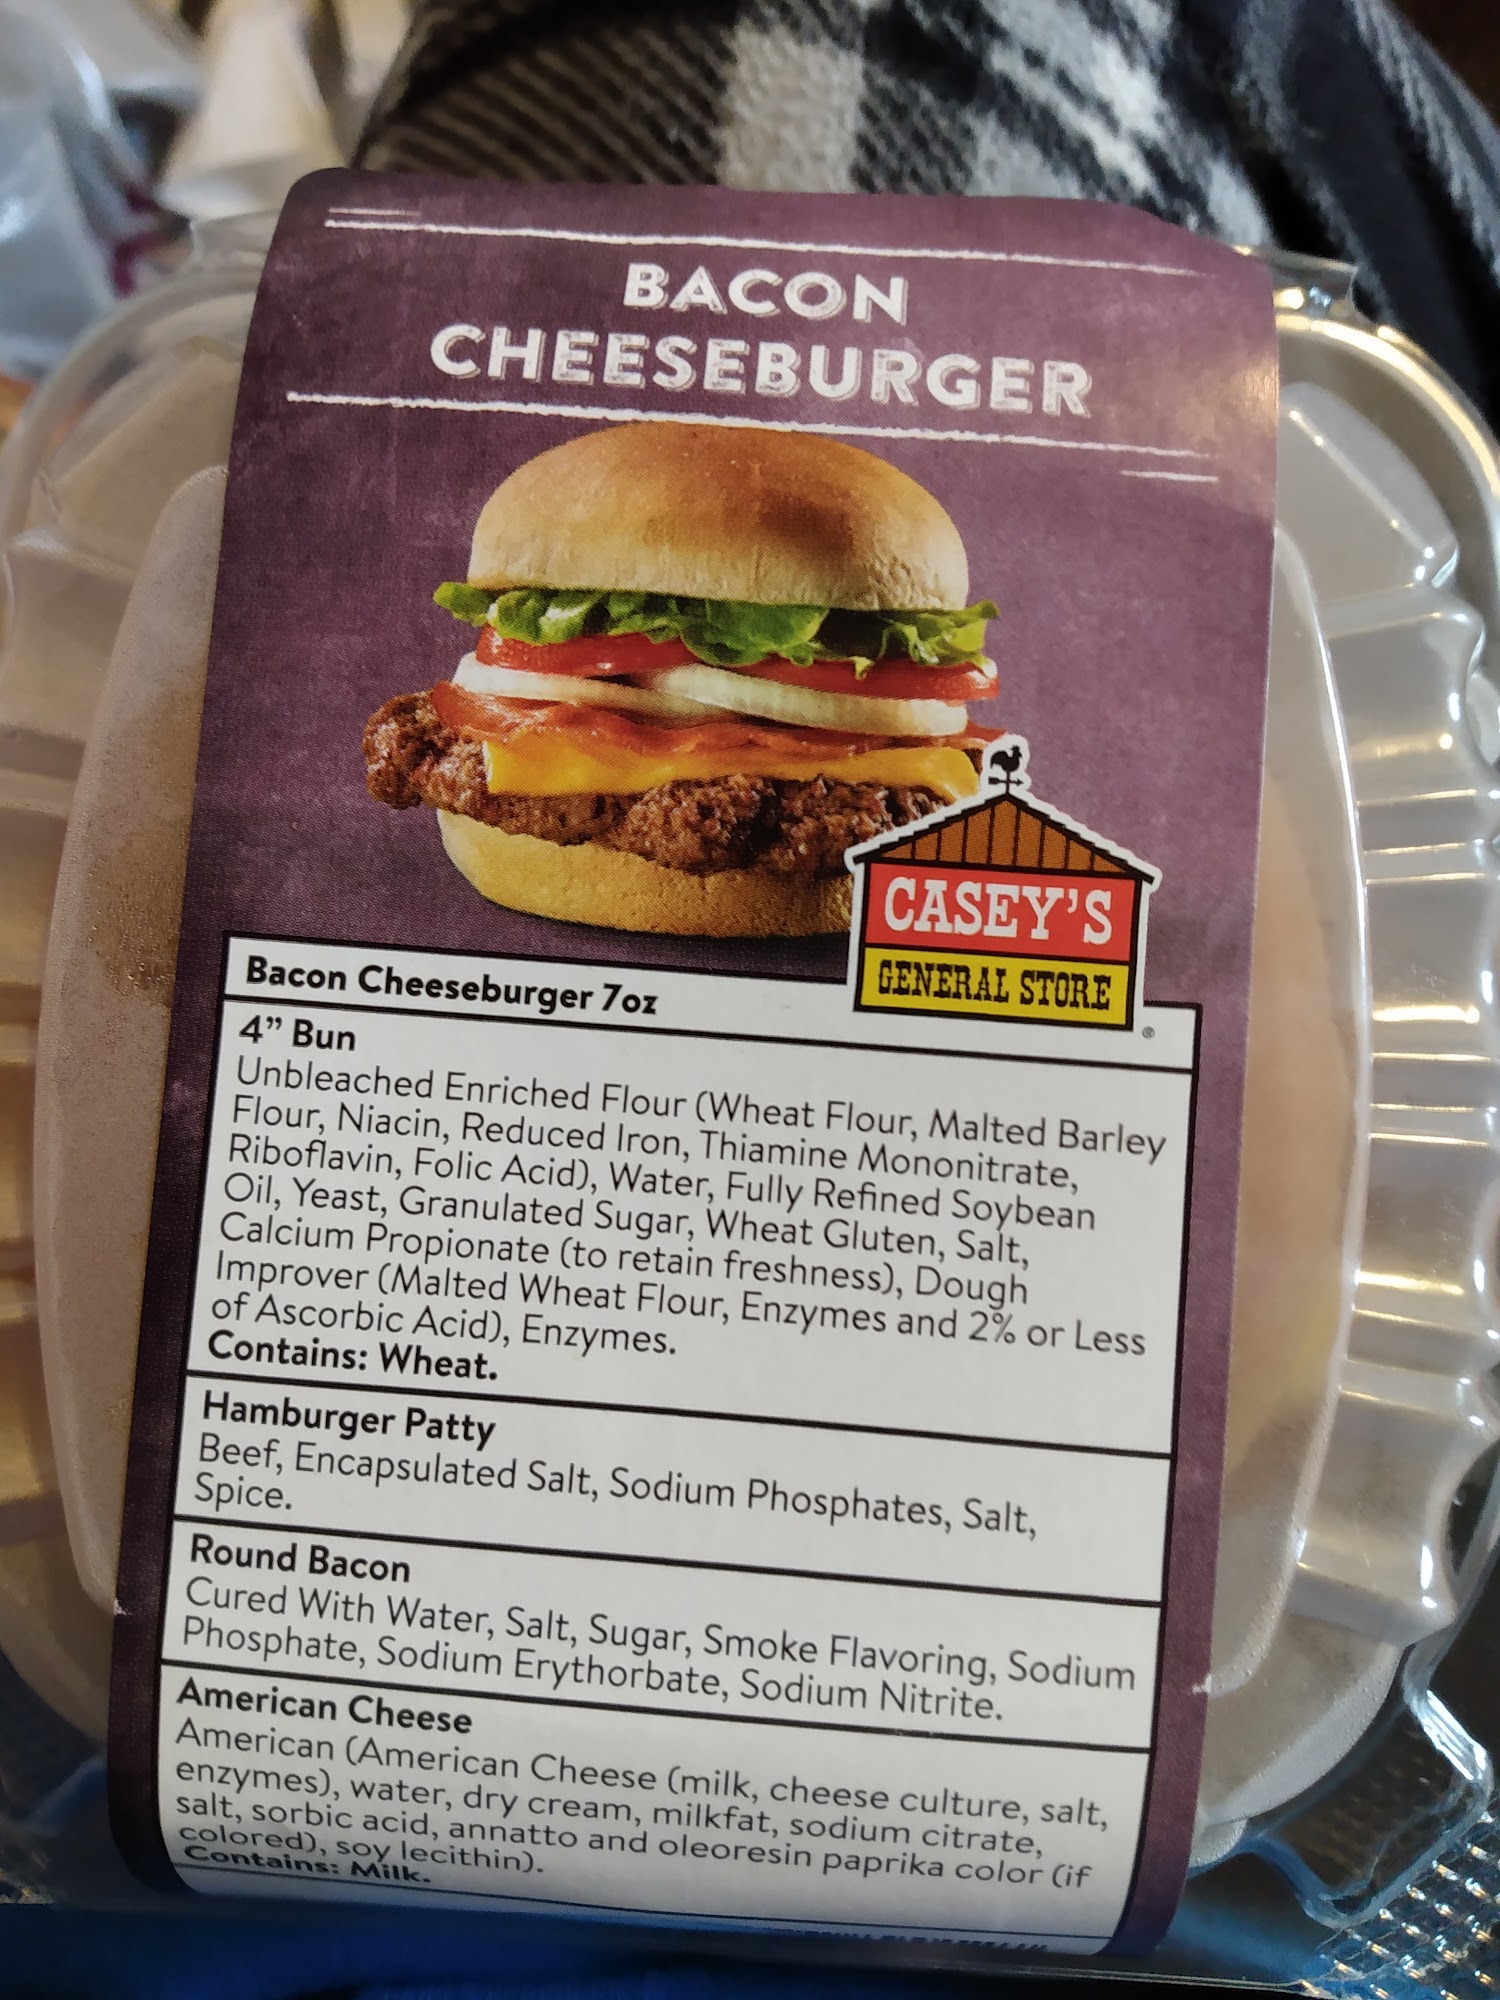 BACON
CHEESEBURGER
CASEY'S
GENERAL STORE
®
Bacon Cheeseburger 7oz
4” Bun
Unbleached Enriched Flour (Wheat Flour, Malted Barley
Flour, Niacin, Reduced Iron, Thiamine Mononitrate,
Riboflavin, Folic Acid), Water, Fully Refined Soybean
Oil, Yeast, Granulated Sugar, Wheat Gluten, Salt,
Calcium Propionate (to retain freshness), Dough
Improver (Malted Wheat Flour, Enzymes and 2% or Less
of Ascorbic Acid), Enzymes.
Contains: Wheat.
Hamburger Patty
Beef, Encapsulated Salt, Sodium Phosphates, Salt,
Spice.
Round Bacon
Cured With Water, Salt, Sugar, Smoke Flavoring, Sodium
Phosphate, Sodium Erythorbate, Sodium Nitrite.
American Cheese
American (American Cheese (milk, cheese culture, salt,
enzymes), water, dry cream, milkfat, sodium citrate,
salt, sorbic acid, annatto and oleoresin paprika color (if
colored), soy lecithin).
Contains: Milk.